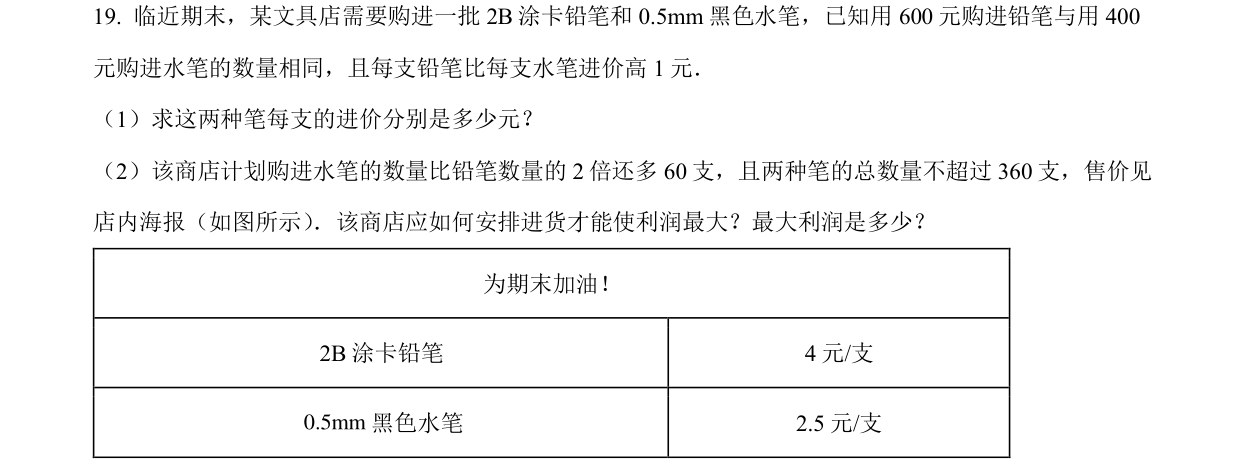 19. 临近期末，某文具店需要购进一批 2B 涂卡铅笔和 0.5mm 黑色水笔，已知用 600 元购进铅笔与用 400
元购进水笔的数量相同，且每支铅笔比每支水笔进价高 1 元．
（1）求这两种笔每支的进价分别是多少元？
（2）该商店计划购进水笔的数量比铅笔数量的 2 倍还多 60 支，且两种笔的总数量不超过 360 支，售价见
店内海报（如图所示）．该商店应如何安排进货才能使利润最大？最大利润是多少？
为期末加油！
2B 涂卡铅笔 4 元/支
0.5mm 黑色水笔 2.5 元/支